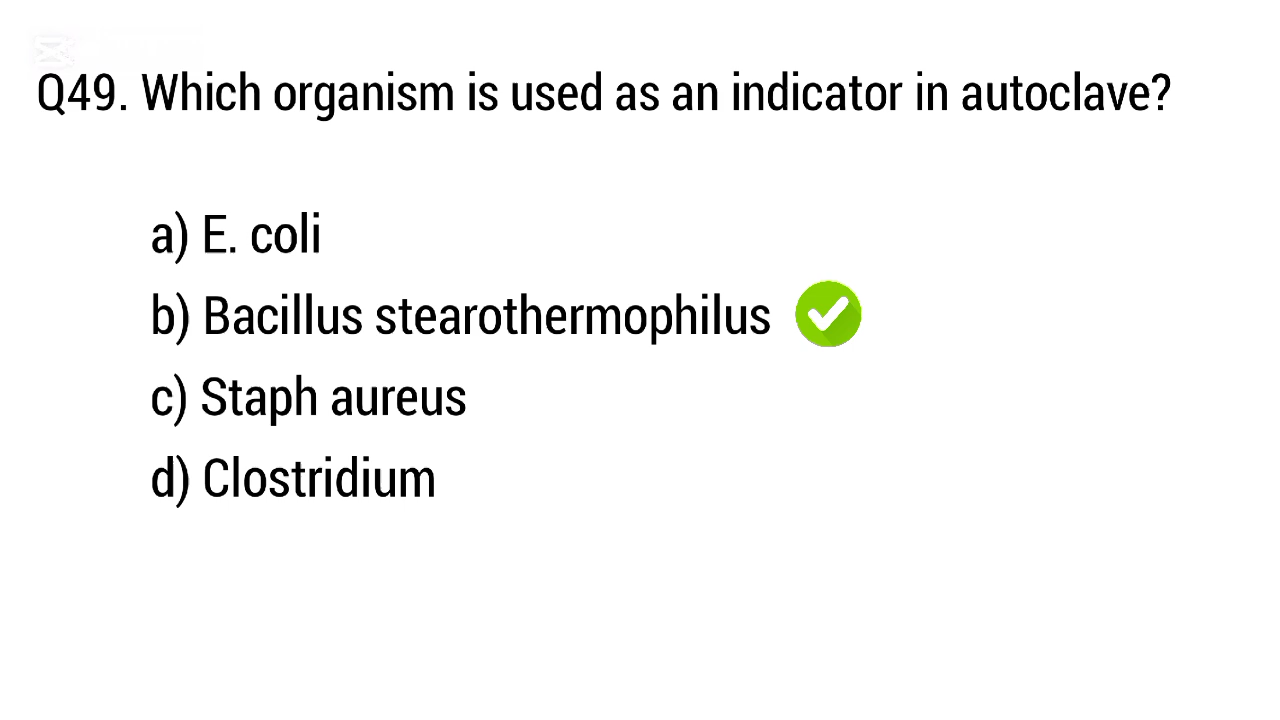 Q49. Which organism is used as an indicator in autoclave?
a) E. coli
b) Bacillus stearothermophilus
c) Staph aureus
d) Clostridium